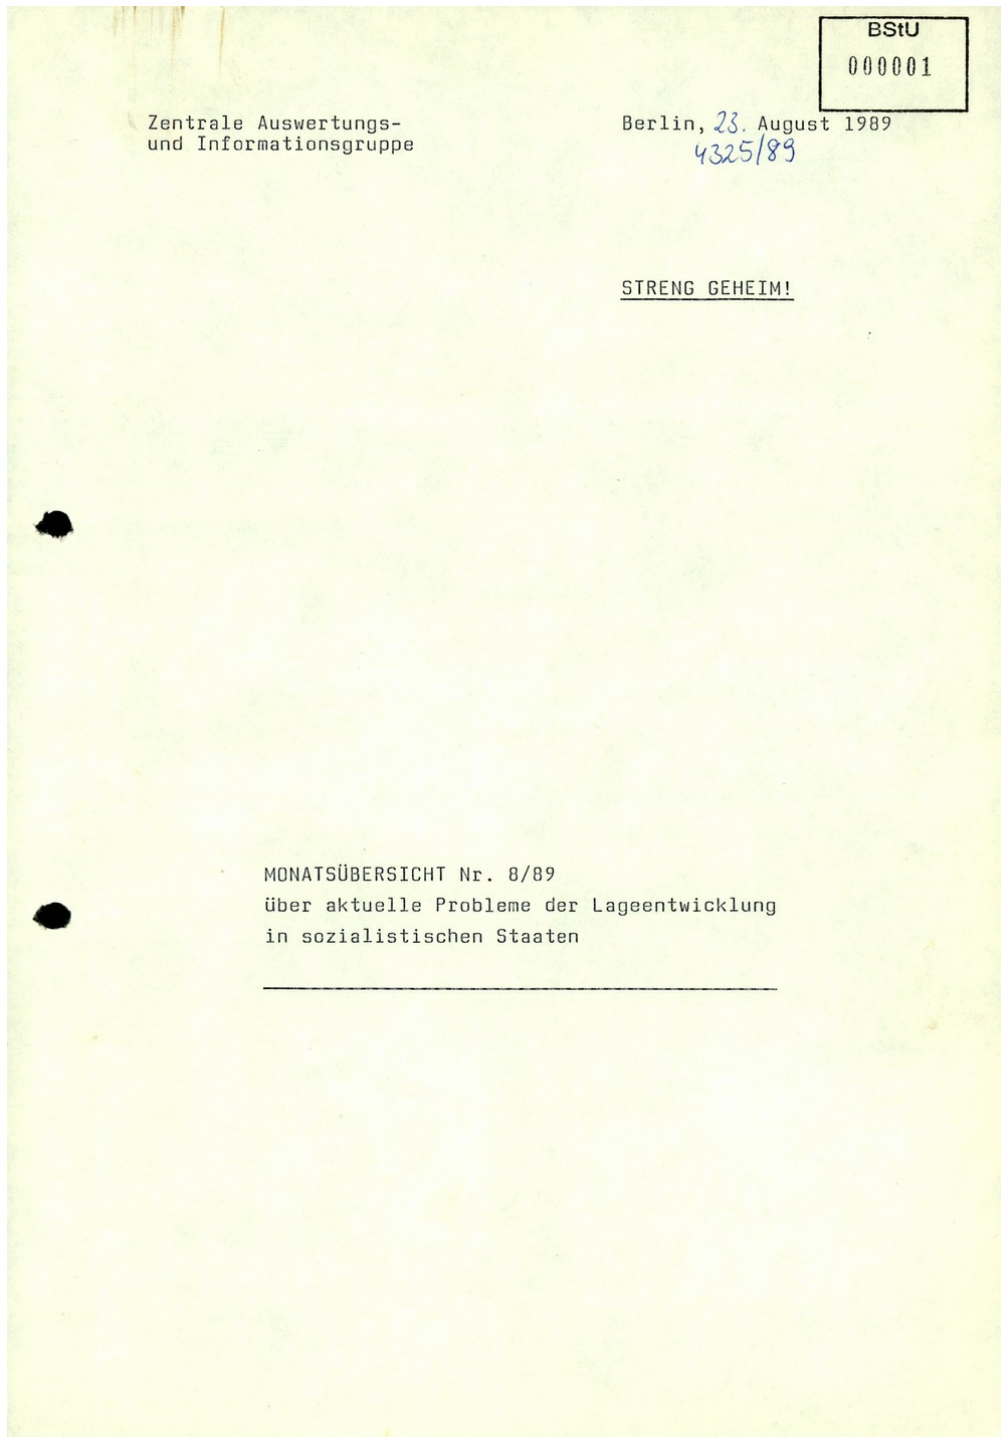 BStU
000001
Zentrale Auswertungs-
und Informationsgruppe
Berlin, 23. August 1989
4325/89
STRENG GEHEIM!
MONATSÜBERSICHT Nr. 8/89
über aktuelle Probleme der Lageentwicklung
in sozialistischen Staaten